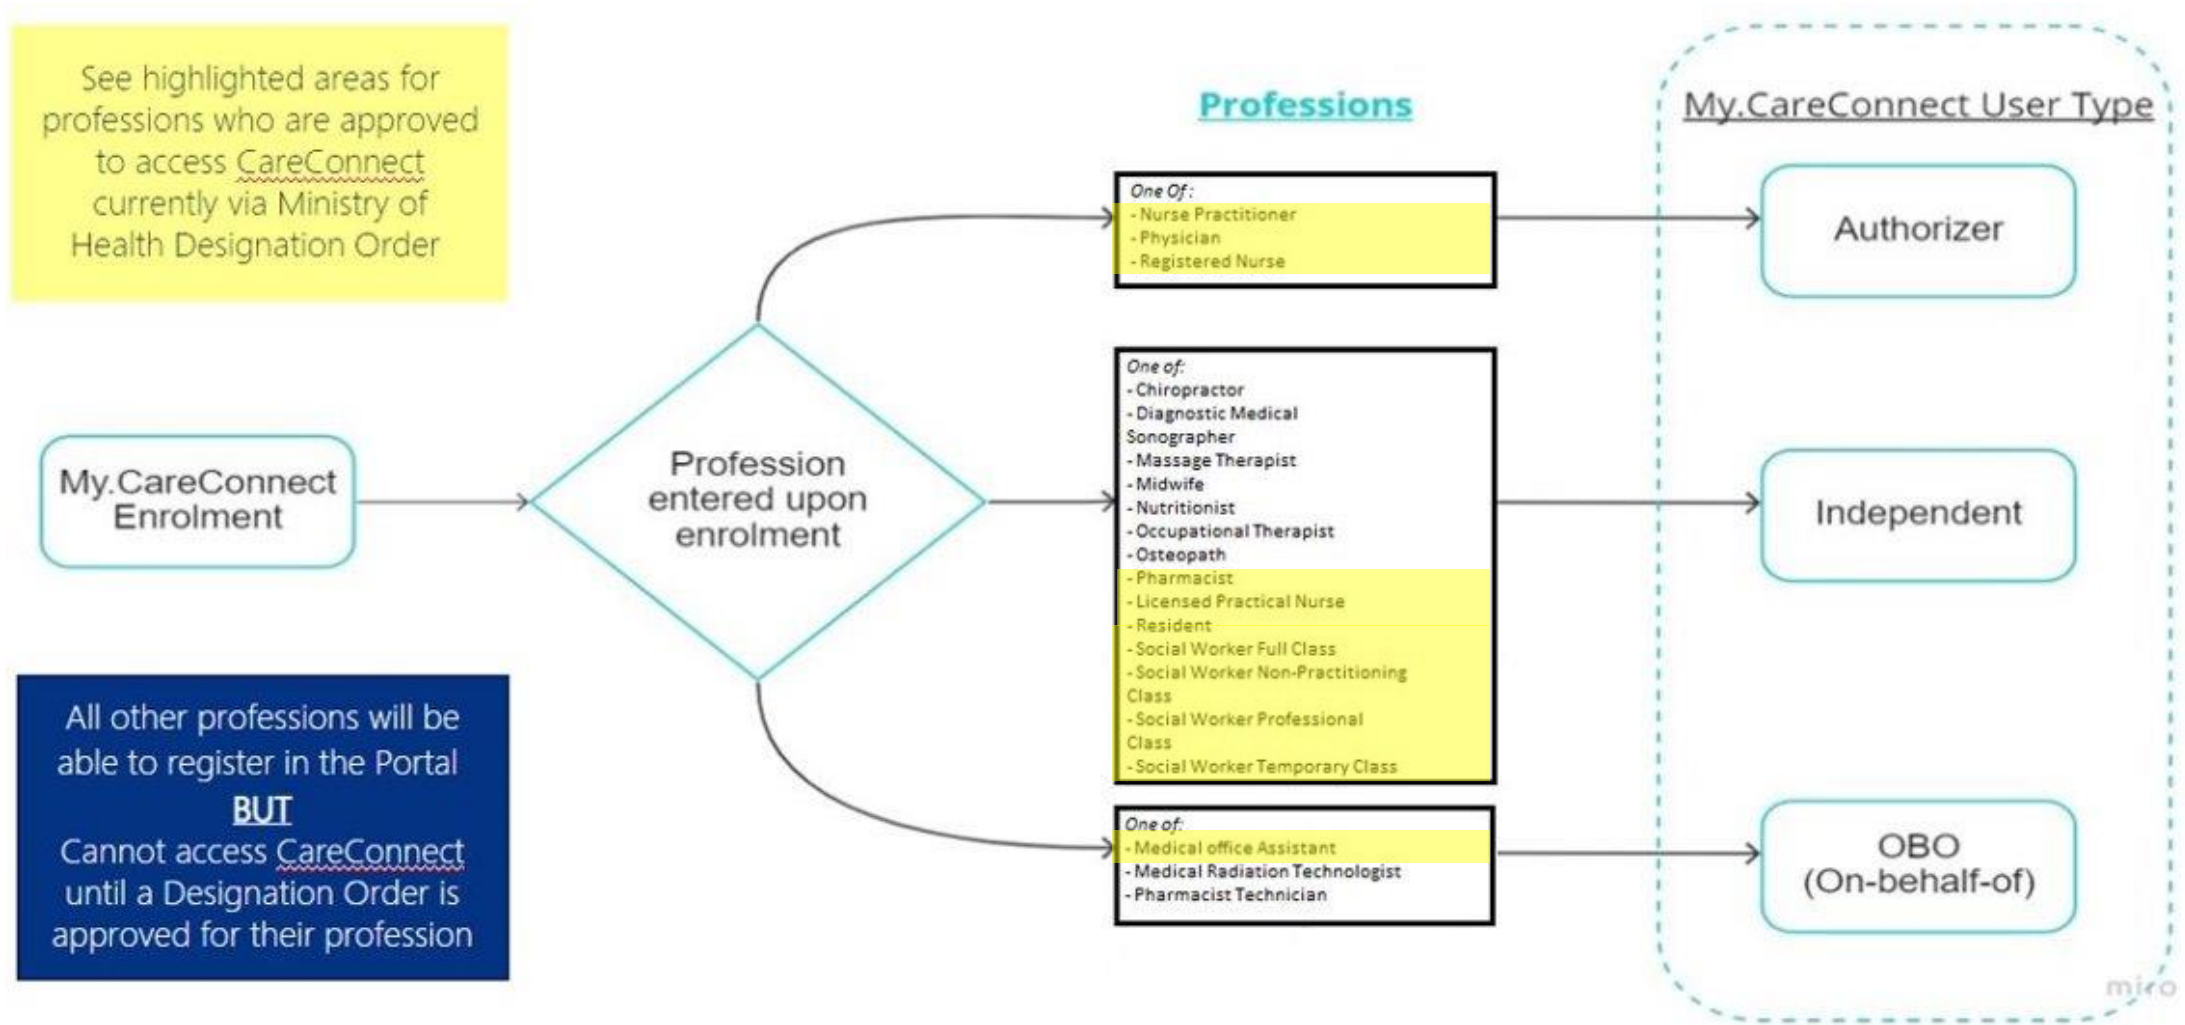 See highlighted areas for
professions who are approved
to access CareConnect
currently via Ministry of
Health Designation Order
My.CareConnect
Enrolment
All other professions will be
able to register in the Portal
BUT
Cannot access CareConnect
until a Designation Order is
approved for their profession
Profession
entered upon
enrolment
Professions
One Of:
- Nurse Practitioner
- Physician
- Registered Nurse
One of:
- Chiropractor
- Diagnostic Medical
Sonographer
- Massage Therapist
- Midwife
- Nutritionist
- Occupational Therapist
- Osteopath
- Pharmacist
- Licensed Practical Nurse
- Resident
- Social Worker Full Class
- Social Worker Non-Practitioning
Class
- Social Worker Professional
Class
- Social Worker Temporary Class
One of:
- Medical office Assistant
- Medical Radiation Technologist
- Pharmacist Technician
My.CareConnect User Type
Authorizer
Independent
OBO
(On-behalf-of)
miro